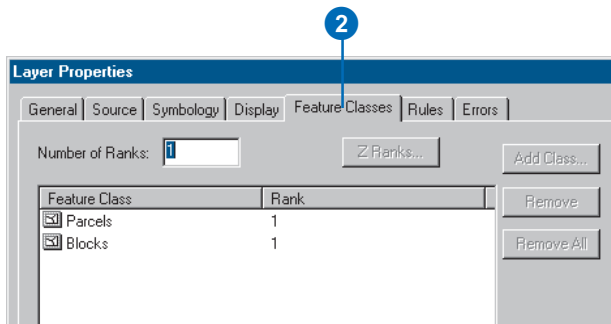 2
Layer Properties
General Source Symbology Display Feature Classes Rules Errors
Number of Ranks: 1 Z Ranks... Add Class...
Feature Class Rank Remove
Parcels 1
Blocks 1 Remove All